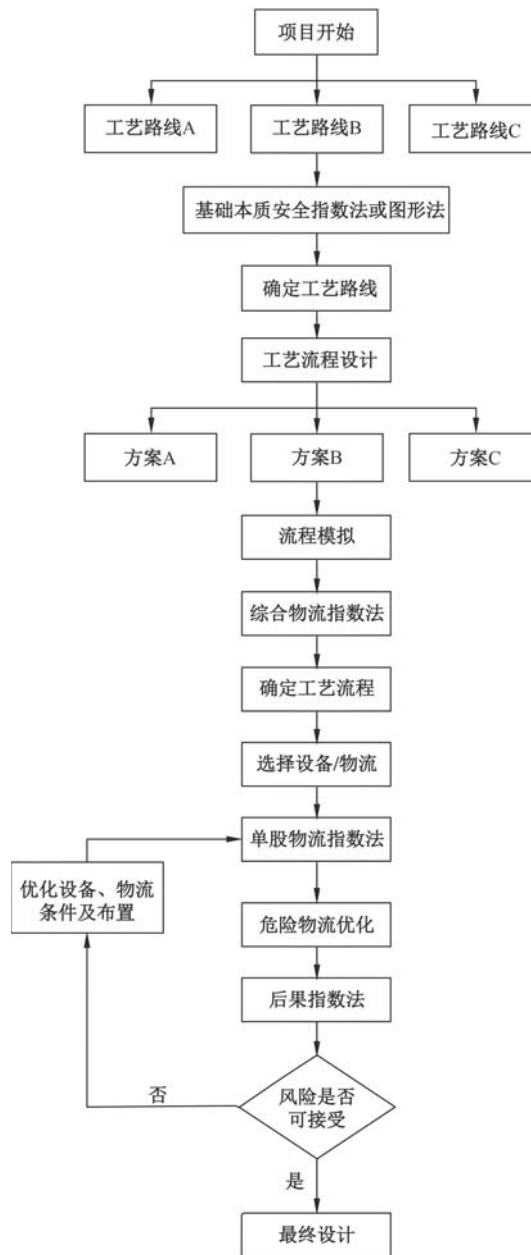 项目开始
工艺路线A
工艺路线B
工艺路线C
基础本质安全指数法或图形法
确定工艺路线
工艺流程设计
方案A
方案B
方案C
流程模拟
综合物流指数法
确定工艺流程
选择设备/物流
单股物流指数法
优化设备、物流
条件及布置
危险物流优化
后果指数法
风险是否
可接受
否
是
最终设计